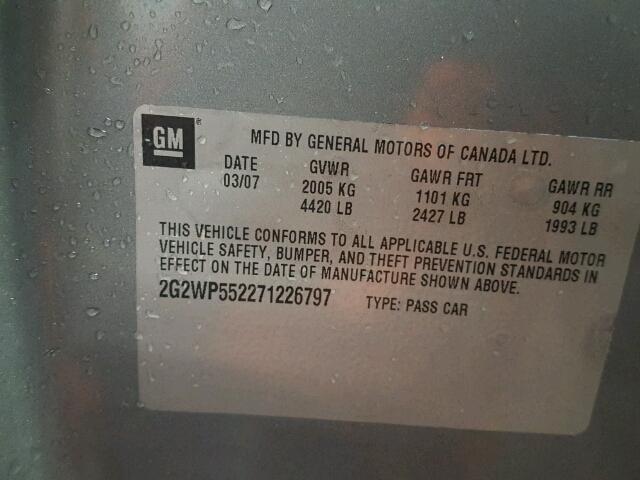 GM®
MFD BY GENERAL MOTORS OF CANADA LTD.
DATE GVWR GAWR FRT GAWR RR
03/07 2005 KG 1101 KG 904 KG
4420 LB 2427 LB 1993 LB
THIS VEHICLE CONFORMS TO ALL APPLICABLE U.S. FEDERAL MOTOR
VEHICLE SAFETY, BUMPER, AND THEFT PREVENTION STANDARDS IN
EFFECT ON THE DATE OF MANUFACTURE SHOWN ABOVE.
2G2WP552271226797 TYPE: PASS CAR